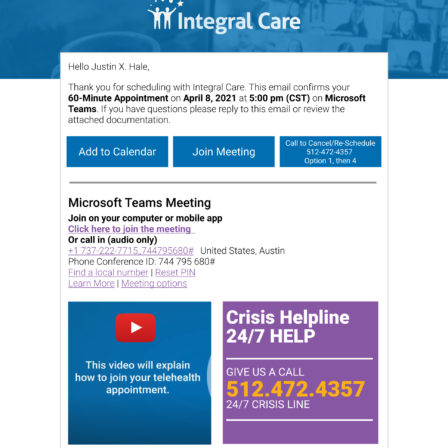 Integral Care
Hello Justin X. Hale,
Thank you for scheduling with Integral Care. This email confirms your
60-Minute Appointment on April 8, 2021 at 5:00 pm (CST) on Microsoft
Teams. If you have questions please reply to this email or review the
attached documentation.
Add to Calendar
Join Meeting
Call to Cancel/Re-Schedule
512-472-4357
Option 1, then 4
Microsoft Teams Meeting
Join on your computer or mobile app
Click here to join the meeting
Or call in (audio only)
+1 737-222-7715,,744795680# United States, Austin
Phone Conference ID: 744 795 680#
Find a local number | Reset PIN
Learn More | Meeting options
This video will explain
how to join your telehealth
appointment.
Crisis Helpline
24/7 HELP
GIVE US A CALL
512.472.4357
24/7 CRISIS LINE